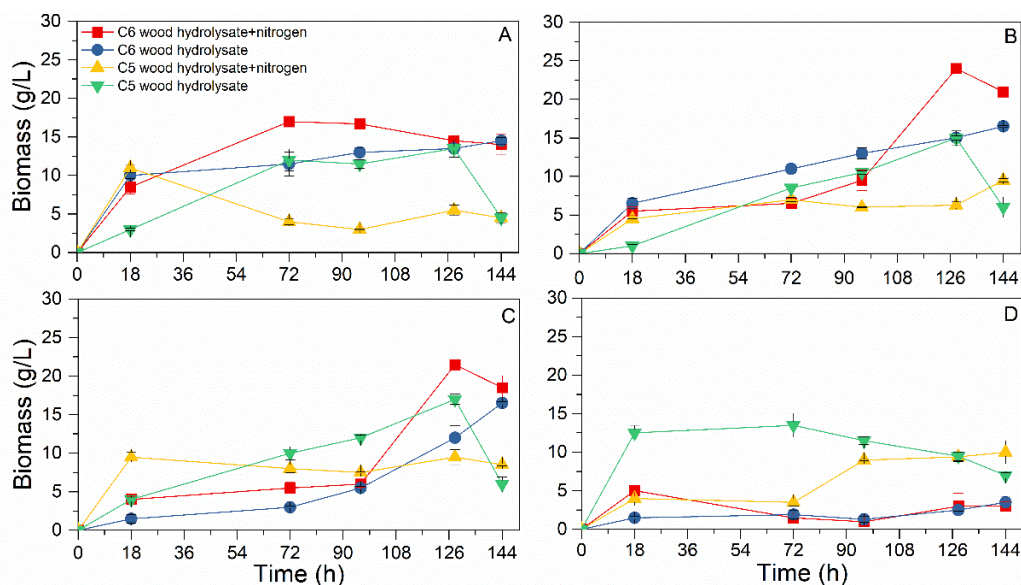 30
25
20
15
10
5
0
Biomass (g/L)
C6 wood hydrolysate+nitrogen
C6 wood hydrolysate
C5 wood hydrolysate+nitrogen
C5 wood hydrolysate
A
0 18 36 54 72 90 108 126 144
30
25
20
15
10
5
0
Biomass (g/L)
B
0 18 36 54 72 90 108 126 144
30
25
20
15
10
5
0
Biomass (g/L)
C
0 18 36 54 72 90 108 126 144
Time (h)
30
25
20
15
10
5
0
Biomass (g/L)
D
0 18 36 54 72 90 108 126 144
Time (h)